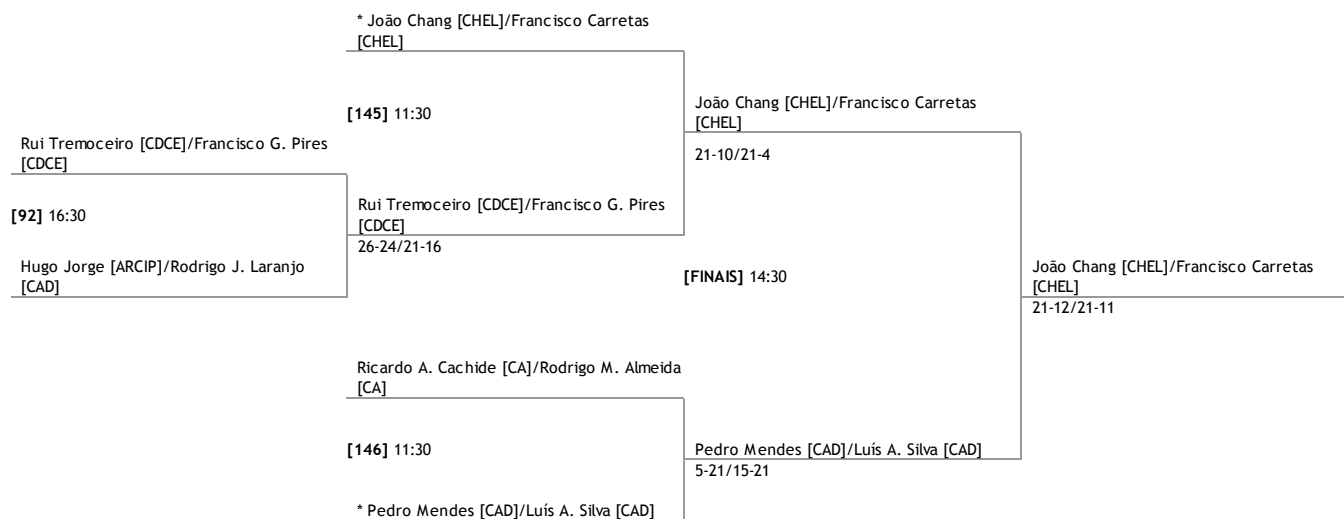 * João Chang [CHEL]/Francisco Carretas
[CHEL]
[145] 11:30
João Chang [CHEL]/Francisco Carretas
[CHEL]
21-10/21-4
Rui Tremoceiro [CDCE]/Francisco G. Pires
[CDCE]
[92] 16:30
Rui Tremoceiro [CDCE]/Francisco G. Pires
[CDCE]
26-24/21-16
Hugo Jorge [ARCIP]/Rodrigo J. Laranjo
[CAD]
[FINAIS] 14:30
João Chang [CHEL]/Francisco Carretas
[CHEL]
21-12/21-11
Ricardo A. Cachide [CA]/Rodrigo M. Almeida
[CA]
[146] 11:30
Pedro Mendes [CAD]/Luís A. Silva [CAD]
5-21/15-21
* Pedro Mendes [CAD]/Luís A. Silva [CAD]